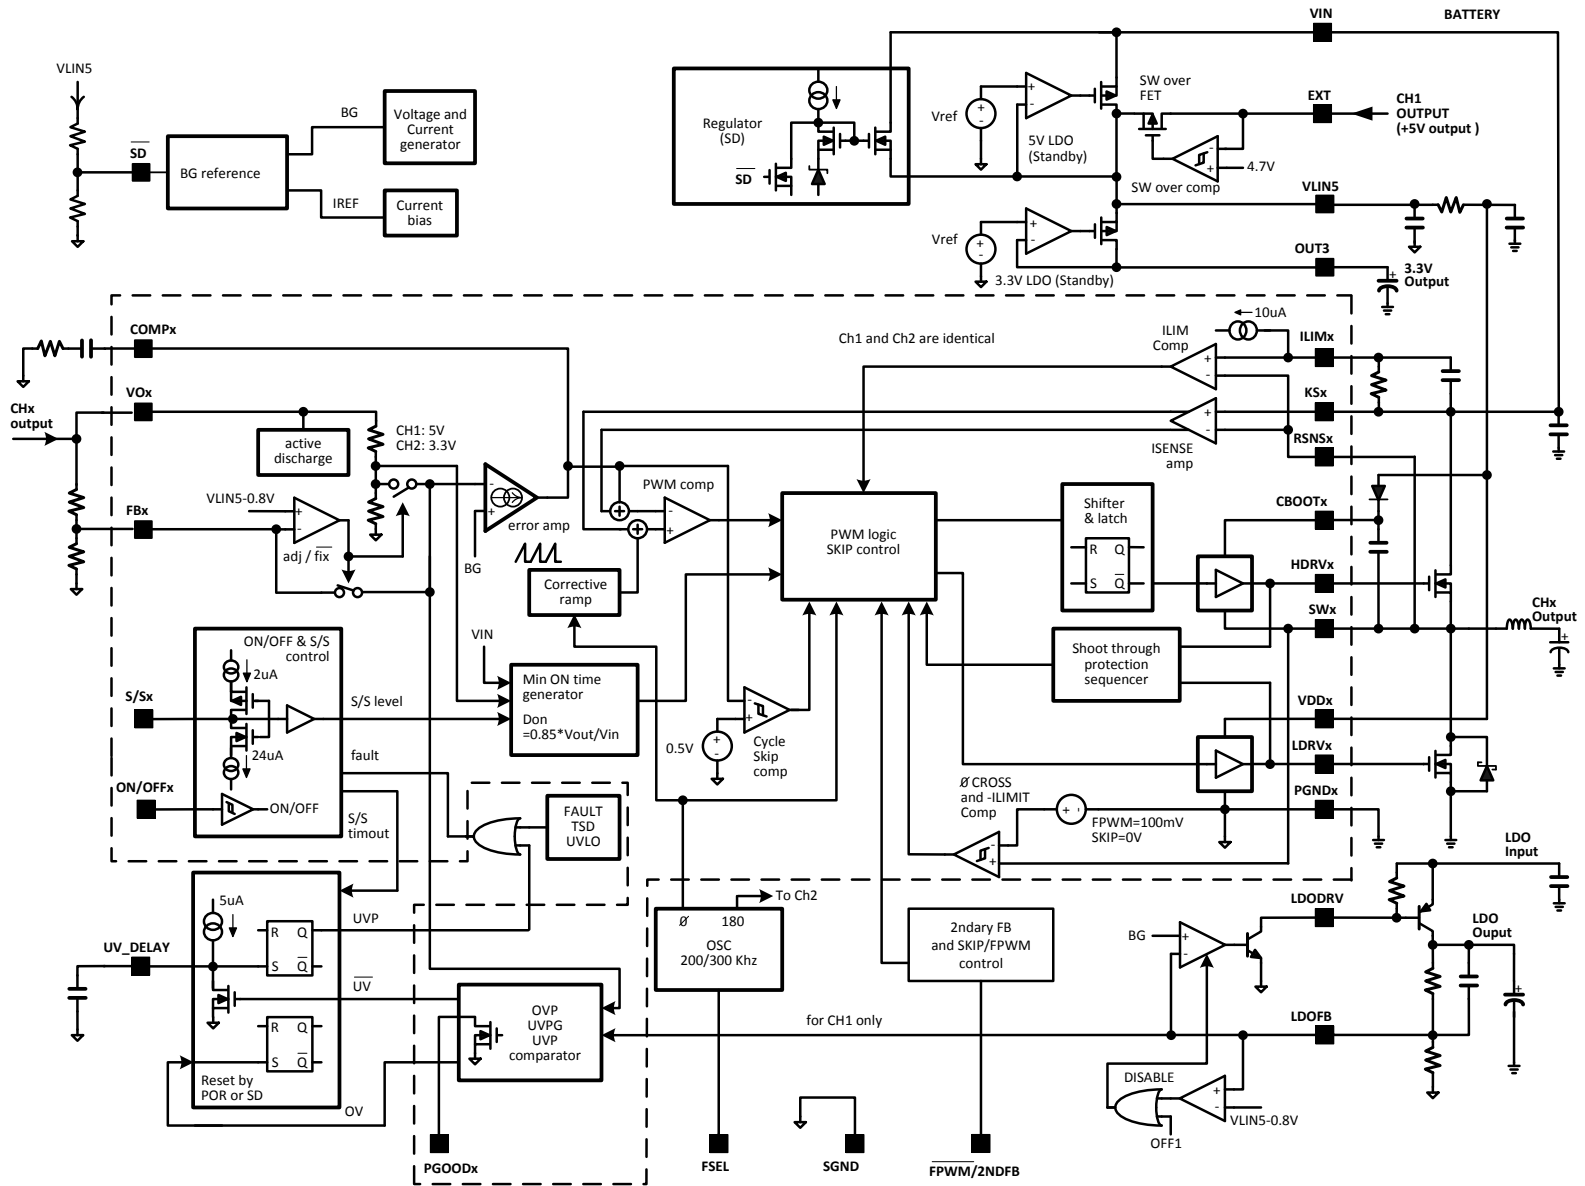 VIN
BATTERY
VLIN5
SD
BG reference
BG
Voltage and
Current
generator
IREF
Current
bias
Regulator
(SD)
SD
Vref
+
-
+
-
5V LDO
(Standby)
SW over
FET
EXT
CH1
OUTPUT
(+5V output )
-
+
4.7V
SW over comp
VLIN5
Vref
+
-
+
-
3.3V LDO (Standby)
OUT3
+
3.3V
Output
COMPx
Ch1 and Ch2 are identical
10uA
ILIM
Comp
+
-
ILIMx
VOx
CHx
output
active
discharge
CH1: 5V
CH2: 3.3V
KSx
+
-
ISENSE
amp
RSNSx
VLIN5-0.8V
+
-
adj / fix
FBx
-
+
error amp
BG
PWM comp
+
+
-
+
Corrective
ramp
PWM logic
SKIP control
Shifter
& latch
R Q
S Q
CBOOTx
HDRVx
SWx
CHx
Output
+
ON/OFF & S/S
control
2uA
24uA
S/Sx
S/S level
fault
ON/OFFx
ON/OFF
S/S
timout
VIN
Min ON time
generator
Don
=0.85*Vout/Vin
-
+
0.5V
+
-
Cycle
Skip
comp
Shoot through
protection
sequencer
VDDx
LDRVx
PGNDx
Ø CROSS
and -ILIMIT
Comp
+ -
FPWM=100mV
SKIP=0V
-
+
FAULT
TSD
UVLO
5uA
R Q
S Q
UVP
UV_DELAY
UV
R Q
S Q
Reset by
POR or SD
OV
OVP
UVPG
UVP
comparator
PGOODx
To Ch2
Ø 180
OSC
200/300 Khz
FSEL
2ndary FB
and SKIP/FPWM
control
for CH1 only
SGND
FPWM/2NDFB
BG
+
-
LDODRV
LDO
Input
LDO
Ouput
+
LDOFB
DISABLE
+
-
VLIN5-0.8V
OFF1